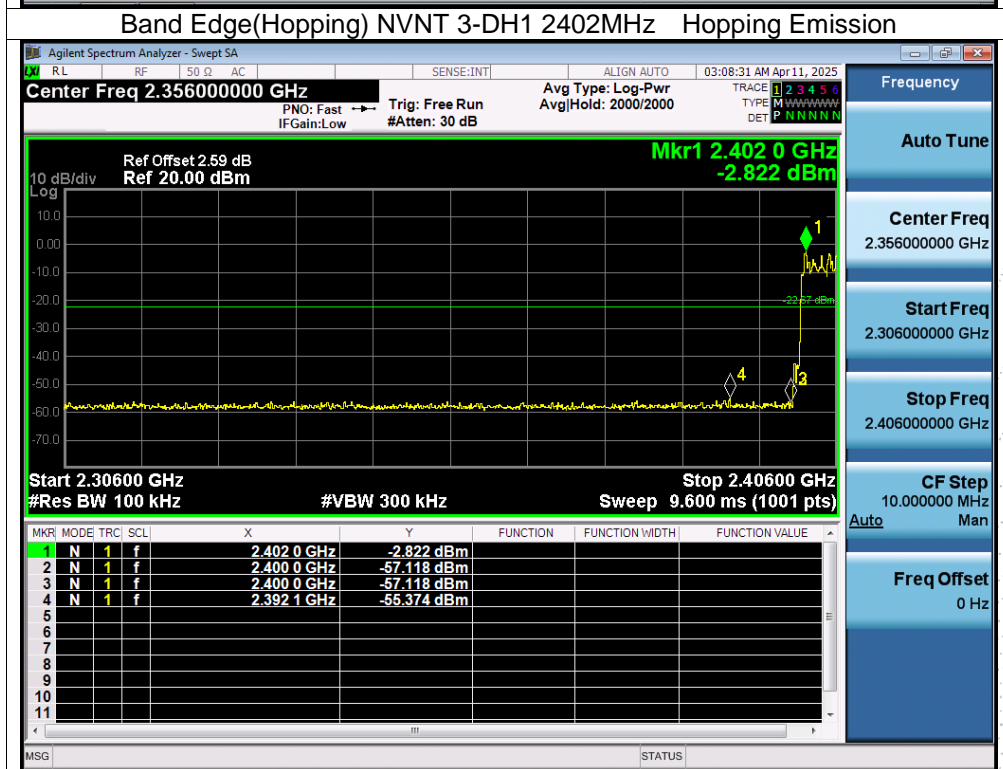 Band Edge(Hopping) NVNT 3-DH1 2402MHz Hopping Emission
Agilent Spectrum Analyzer - Swept SA
LXI RL RF 50 Ω AC SENSE:INT ALIGN AUTO 03:08:31 AM Apr 11, 2025
Center Freq 2.356000000 GHz
PNO: Fast
IFGain:Low
Trig: Free Run
#Atten: 30 dB
Avg Type: Log-Pwr
Avg|Hold: 2000/2000
TRACE 1 2 3 4 5 6
TYPE M WWWWW
DET P N N N N N
Frequency
Auto Tune
Center Freq
2.356000000 GHz
Start Freq
2.306000000 GHz
Stop Freq
2.406000000 GHz
CF Step
10.000000 MHz
Auto Man
Freq Offset
0 Hz
Mkr1 2.402 0 GHz
-2.822 dBm
Ref Offset 2.59 dB
10 dB/div Ref 20.00 dBm
Log
10.0
0.00
-10.0
-20.0
-30.0
-40.0
-50.0
-60.0
-70.0
1
4
3
Start 2.30600 GHz Stop 2.40600 GHz
#Res BW 100 kHz #VBW 300 kHz Sweep 9.600 ms (1001 pts)
MKR MODE TRC SCL X Y FUNCTION FUNCTION WIDTH FUNCTION VALUE
1 N 1 f 2.402 0 GHz -2.822 dBm
2 N 1 f 2.400 0 GHz -57.118 dBm
3 N 1 f 2.400 0 GHz -57.118 dBm
4 N 1 f 2.392 1 GHz -55.374 dBm
5
6
7
8
9
10
11
MSG STATUS